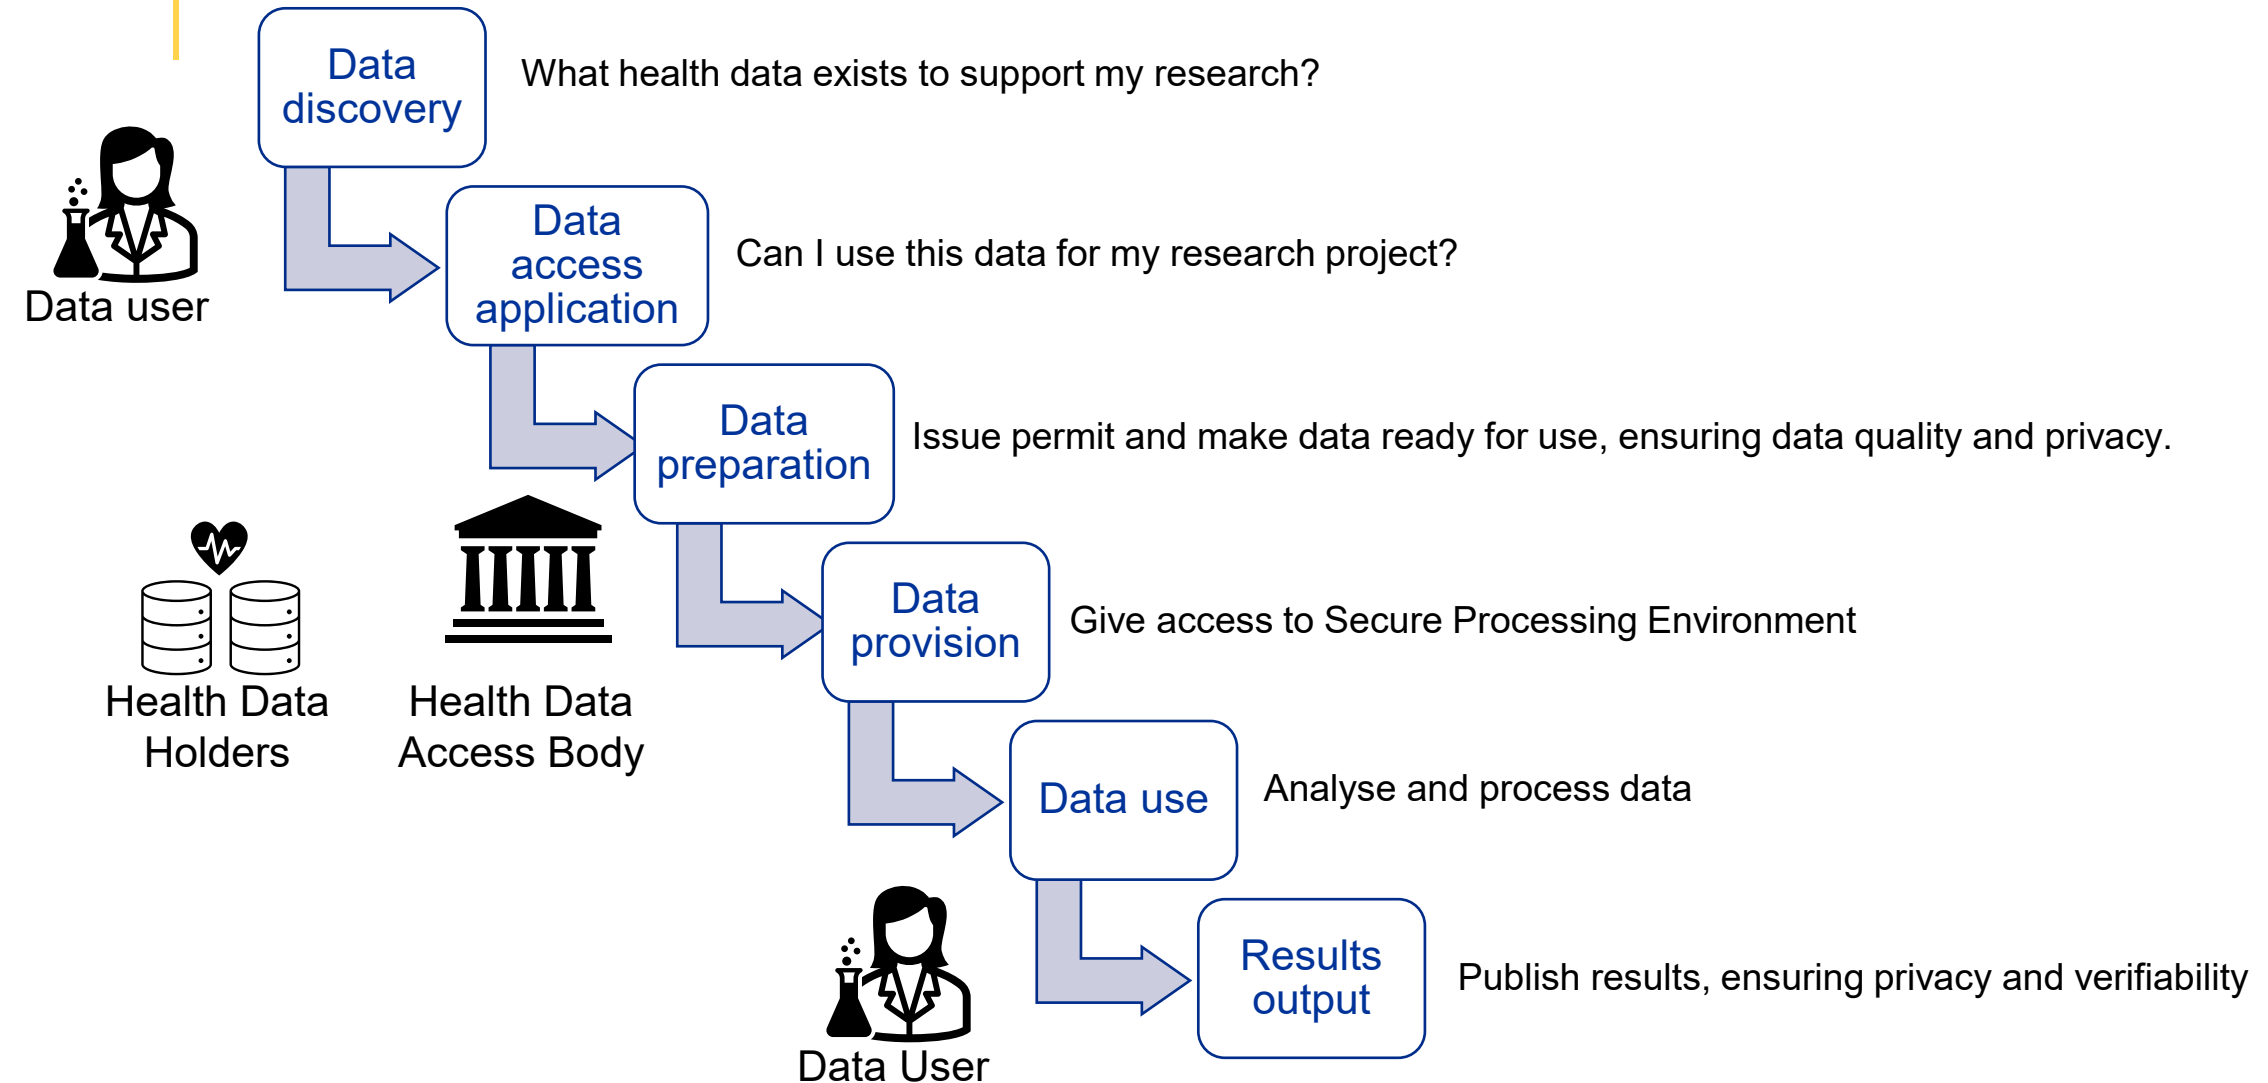 Data
discovery
What health data exists to support my research?
Data user
Data
access
application
Can I use this data for my research project?
Data
preparation
Issue permit and make data ready for use, ensuring data quality and privacy.
Health Data
Holders
Health Data
Access Body
Data
provision
Give access to Secure Processing Environment
Data use
Analyse and process data
Data User
Results
output
Publish results, ensuring privacy and verifiability